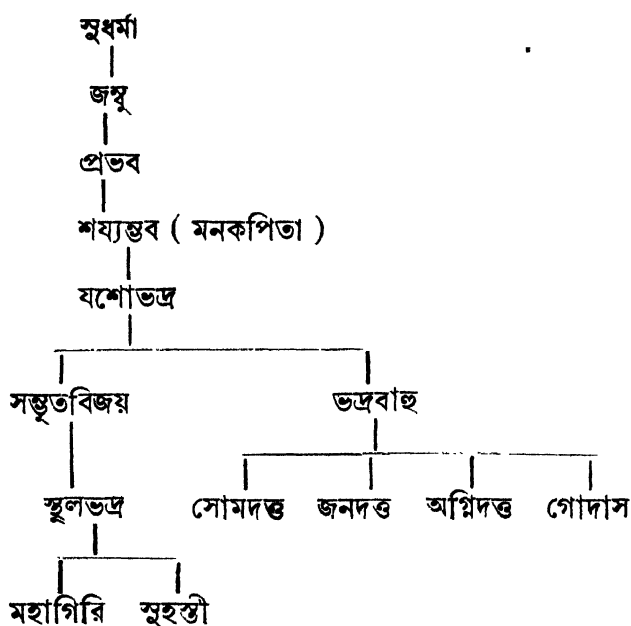 সুধর্মা
জম্বু
প্রভব
শয্যম্ভব ( মনকপিতা )
যশোভদ্র
সম্ভূতবিজয় ভদ্রবাহু
স্থূলভদ্র সোমদত্ত জনদত্ত অগ্নিদত্ত গোদাস
মহাগিরি সুহস্তী